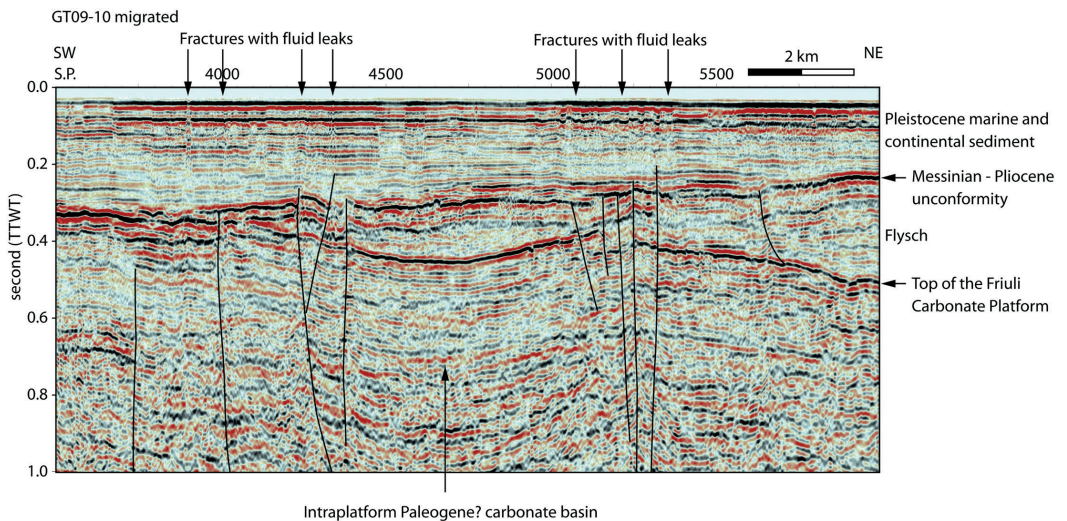 GT09-10 migrated
Fractures with fluid leaks
Fractures with fluid leaks
SW
NE
2 km
S.P.
4000
4500
5000
5500
0.0
0.2
0.4
0.6
0.8
1.0
second (TTWT)
Pleistocene marine and
continental sediment
Messinian - Pliocene
unconformity
Flysch
Top of the Friuli
Carbonate Platform
Intraplatform Paleogene? carbonate basin